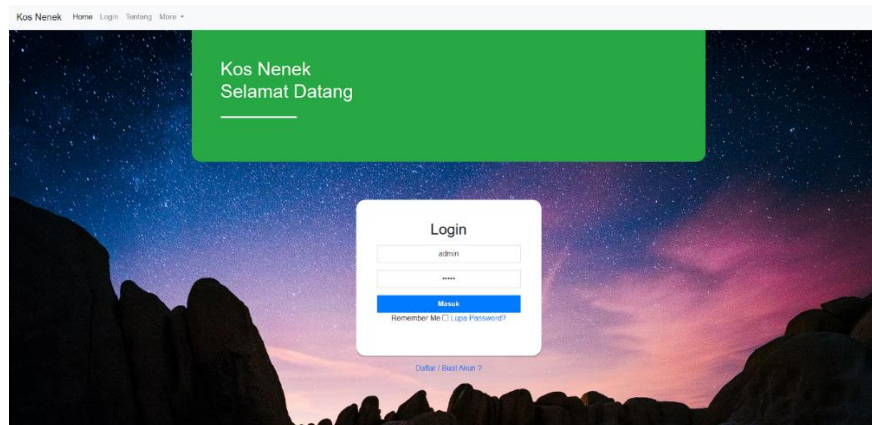 Kos Nenek Home Login Tentang More
Kos Nenek
Selamat Datang
Login
admin
•••••
Masuk
Remember Me Lupa Password?
Daftar / Buat Akun ?